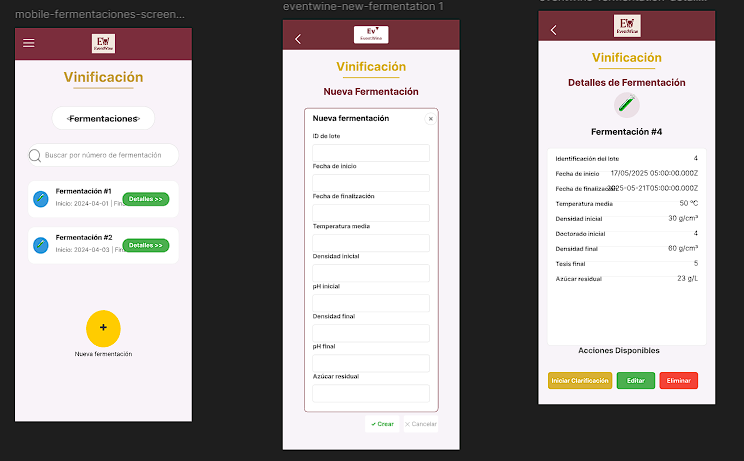 mobile-fermentaciones-screen...
Ev
EventWine
Vinificación
<Fermentaciones>
Buscar por número de fermentación
Fermentación #1
Inicio: 2024-04-01 | Fin:
Detalles >>
Fermentación #2
Inicio: 2024-04-03 | Fin:
Detalles >>
+
Nueva fermentación
eventwine-new-fermentation 1
Ev
EventWine
Vinificación
Nueva Fermentación
Nueva fermentación
×
ID de lote
Fecha de inicio
Fecha de finalización
Temperatura media
Densidad inicial
pH inicial
Densidad final
pH final
Azúcar residual
✓ Crear
× Cancelar
Ev
EventWine
Vinificación
Detalles de Fermentación
Fermentación #4
Identificación del lote 4
Fecha de inicio 17/05/2025 05:00:00.000Z
Fecha de finalización 2025-05-21T05:00:00.000Z
Temperatura media 50 °C
Densidad inicial 30 g/cm³
Doctorado inicial 4
Densidad final 60 g/cm³
Tesis final 5
Azúcar residual 23 g/L
Acciones Disponibles
Iniciar Clarificación
Editar
Eliminar